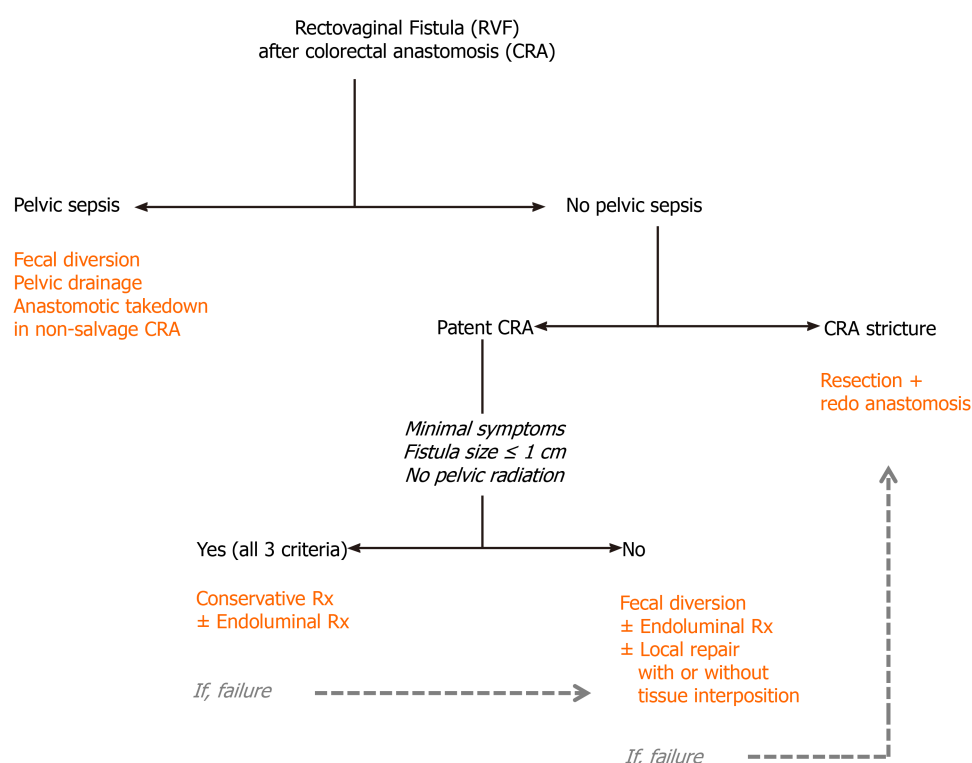 Rectovaginal Fistula (RVF)
after colorectal anastomosis (CRA)
Pelvic sepsis
No pelvic sepsis
Fecal diversion
Pelvic drainage
Anastomotic takedown
in non-salvage CRA
Patent CRA
CRA stricture
Resection +
redo anastomosis
Minimal symptoms
Fistula size ≤ 1 cm
No pelvic radiation
Yes (all 3 criteria)
No
Conservative Rx
± Endoluminal Rx
Fecal diversion
± Endoluminal Rx
± Local repair
with or without
tissue interposition
If, failure
If, failure